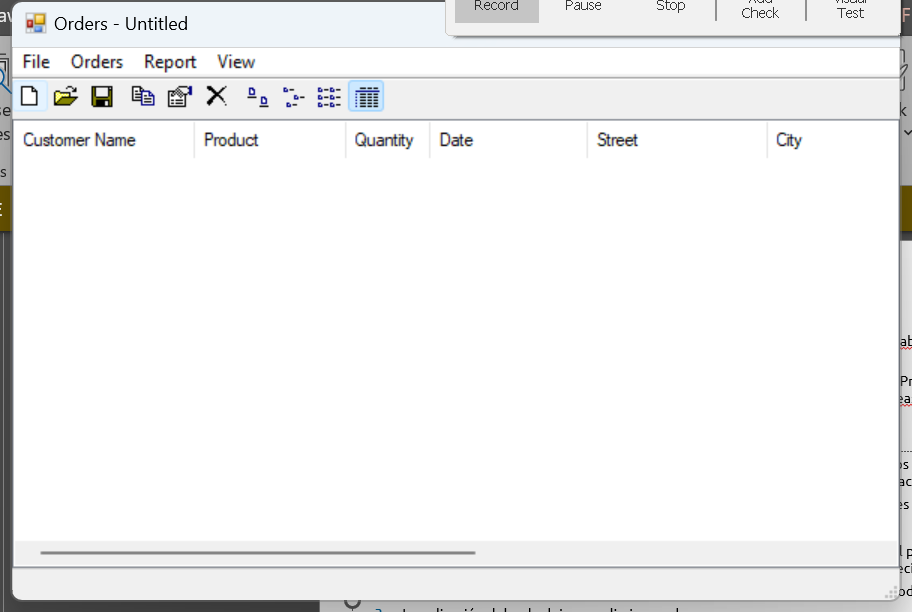 Orders - Untitled
Record Pause Stop Add Check Visual Test
File Orders Report View
Customer Name Product Quantity Date Street City